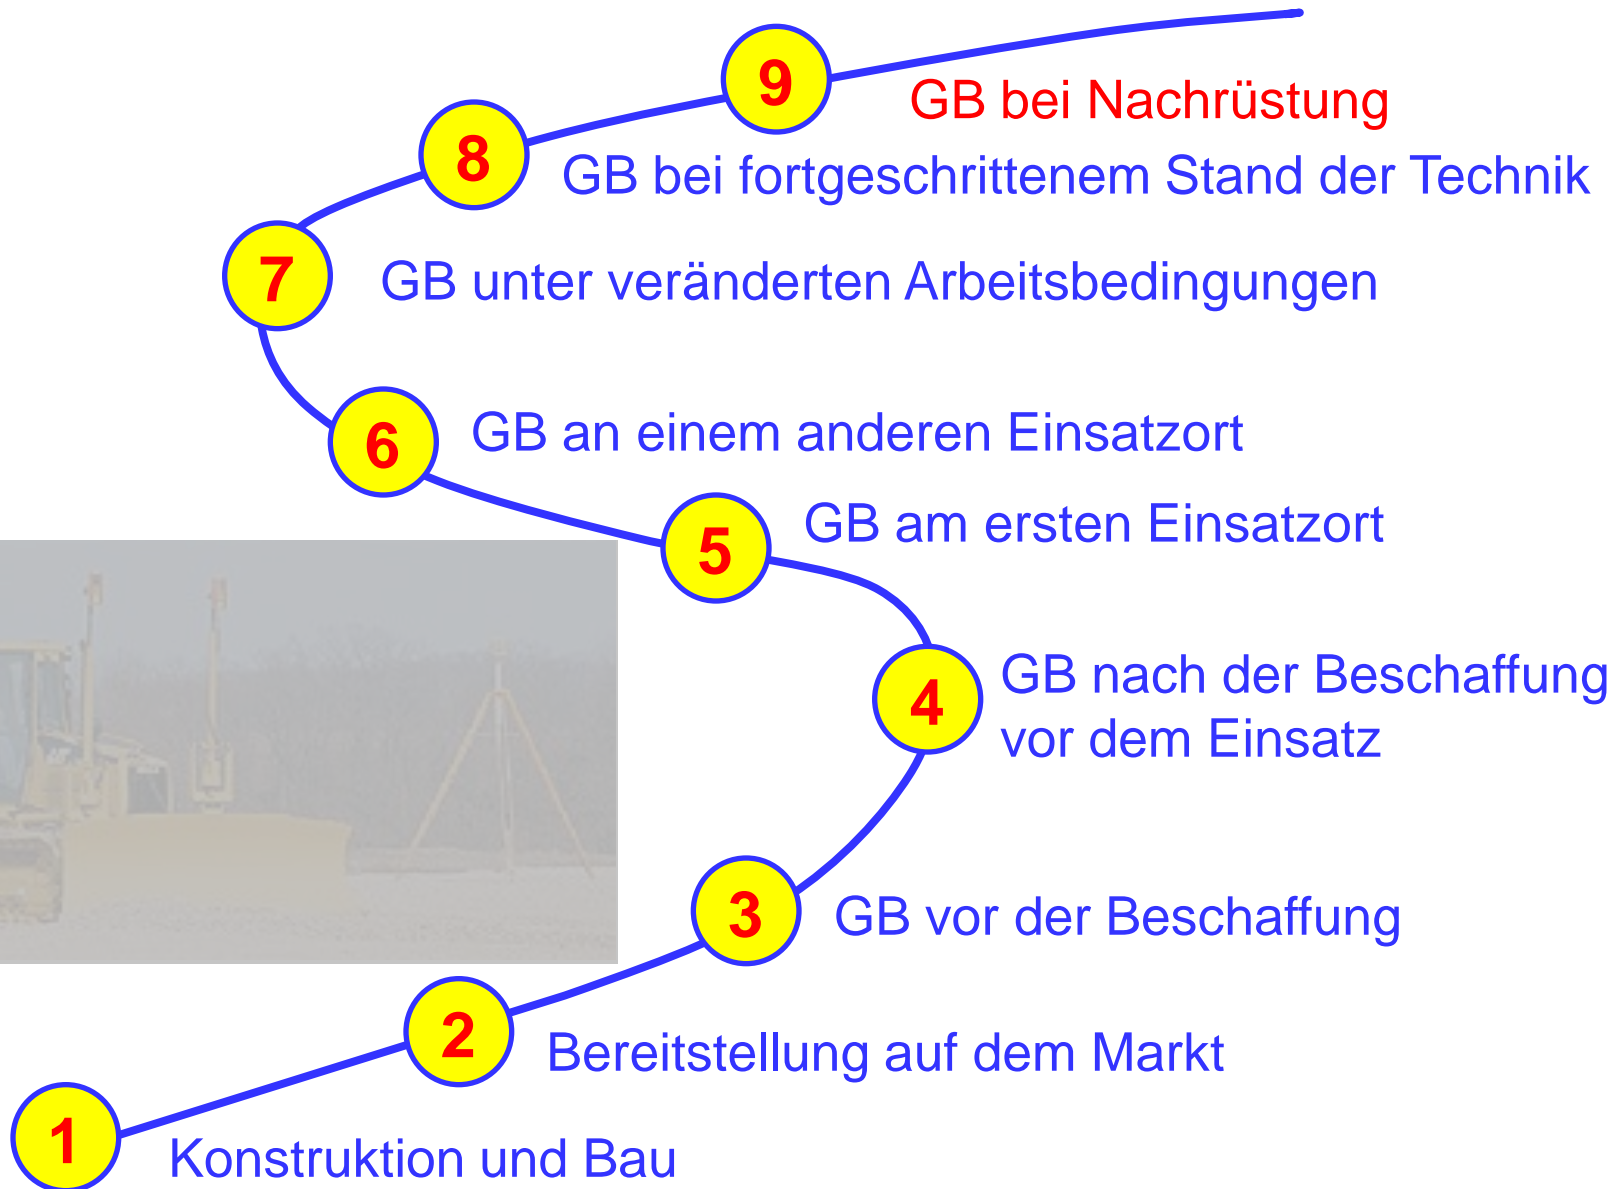 9
GB bei Nachrüstung
8
GB bei fortgeschrittenem Stand der Technik
7
GB unter veränderten Arbeitsbedingungen
6
GB an einem anderen Einsatzort
5
GB am ersten Einsatzort
4
GB nach der Beschaffung
vor dem Einsatz
3
GB vor der Beschaffung
2
Bereitstellung auf dem Markt
1
Konstruktion und Bau